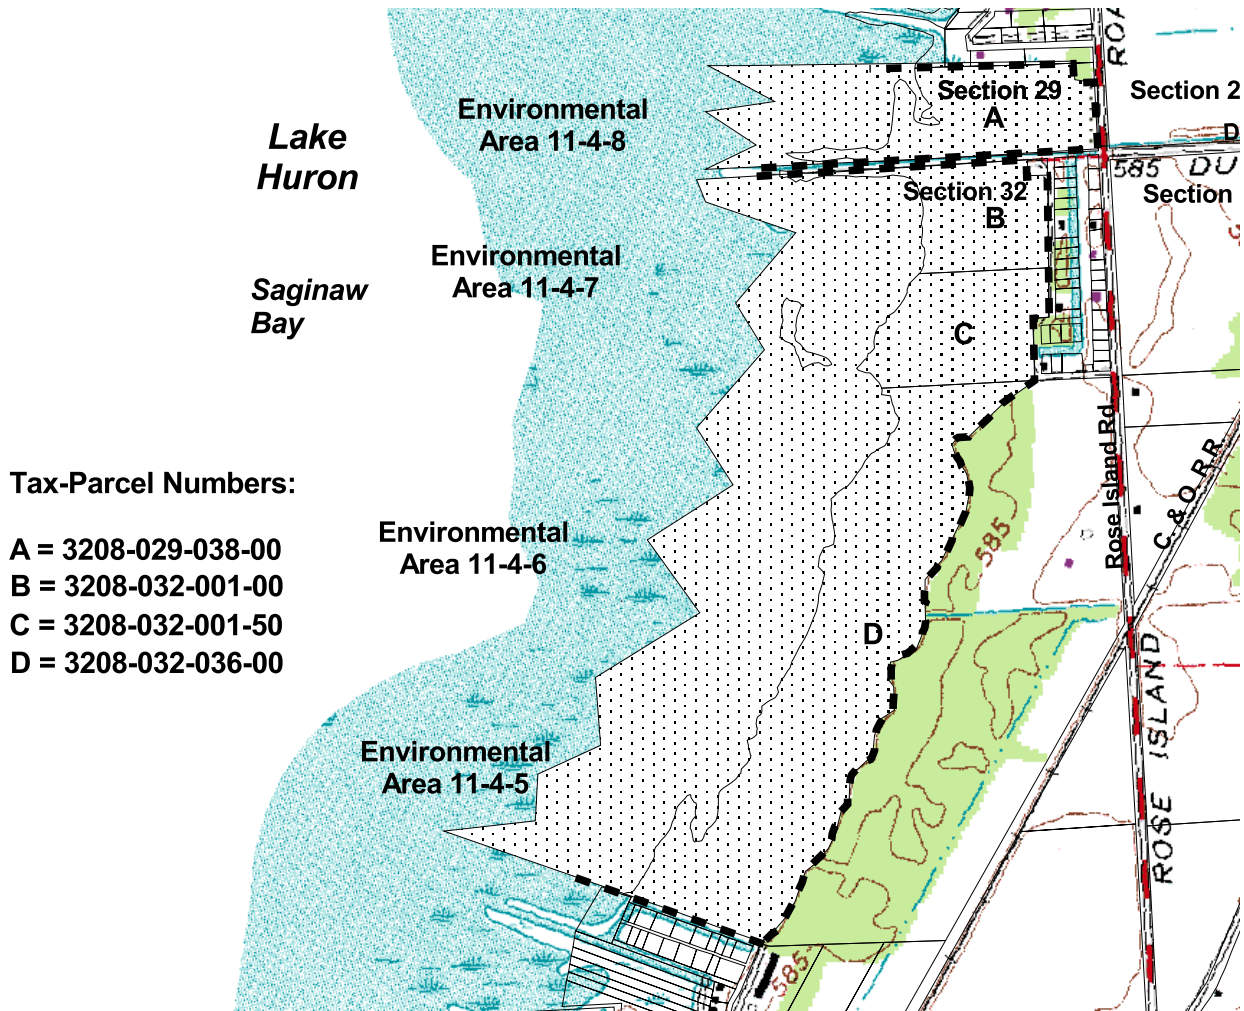 ROA
Section 29
Section 2
A
Environmental
Area 11-4-8
Lake
Huron
D
585 DU
Section 32
Section
B
Environmental
Area 11-4-7
Saginaw
Bay
C
Rose Island Rd.
C. & O. R.R.
Tax-Parcel Numbers:
A = 3208-029-038-00
B = 3208-032-001-00
C = 3208-032-001-50
D = 3208-032-036-00
Environmental
Area 11-4-6
585
D
ROSE ISLAND
Environmental
Area 11-4-5
585